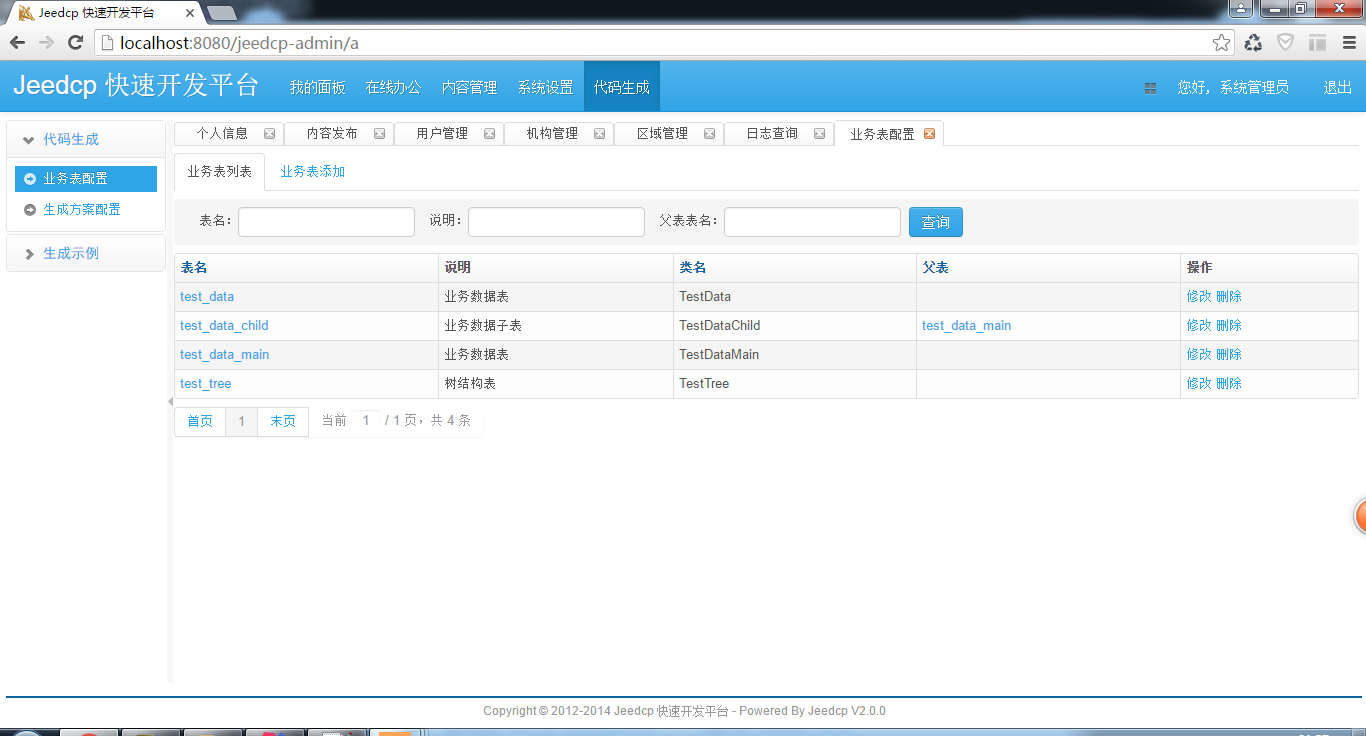 Jeedcp 快速开发平台
localhost:8080/jeedcp-admin/a
Jeedcp 快速开发平台 我的面板 在线办公 内容管理 系统设置 代码生成 您好，系统管理员 退出
代码生成
业务表配置
生成方案配置
生成示例
个人信息 内容发布 用户管理 机构管理 区域管理 日志查询 业务表配置
业务表列表 业务表添加
表名： 说明： 父表表名： 查询
表名 说明 类名 父表 操作
test_data 业务数据表 TestData 修改 删除
test_data_child 业务数据子表 TestDataChild test_data_main 修改 删除
test_data_main 业务数据表 TestDataMain 修改 删除
test_tree 树结构表 TestTree 修改 删除
首页 1 末页 当前 1 / 1 页，共 4 条
Copyright © 2012-2014 Jeedcp 快速开发平台 - Powered By Jeedcp V2.0.0